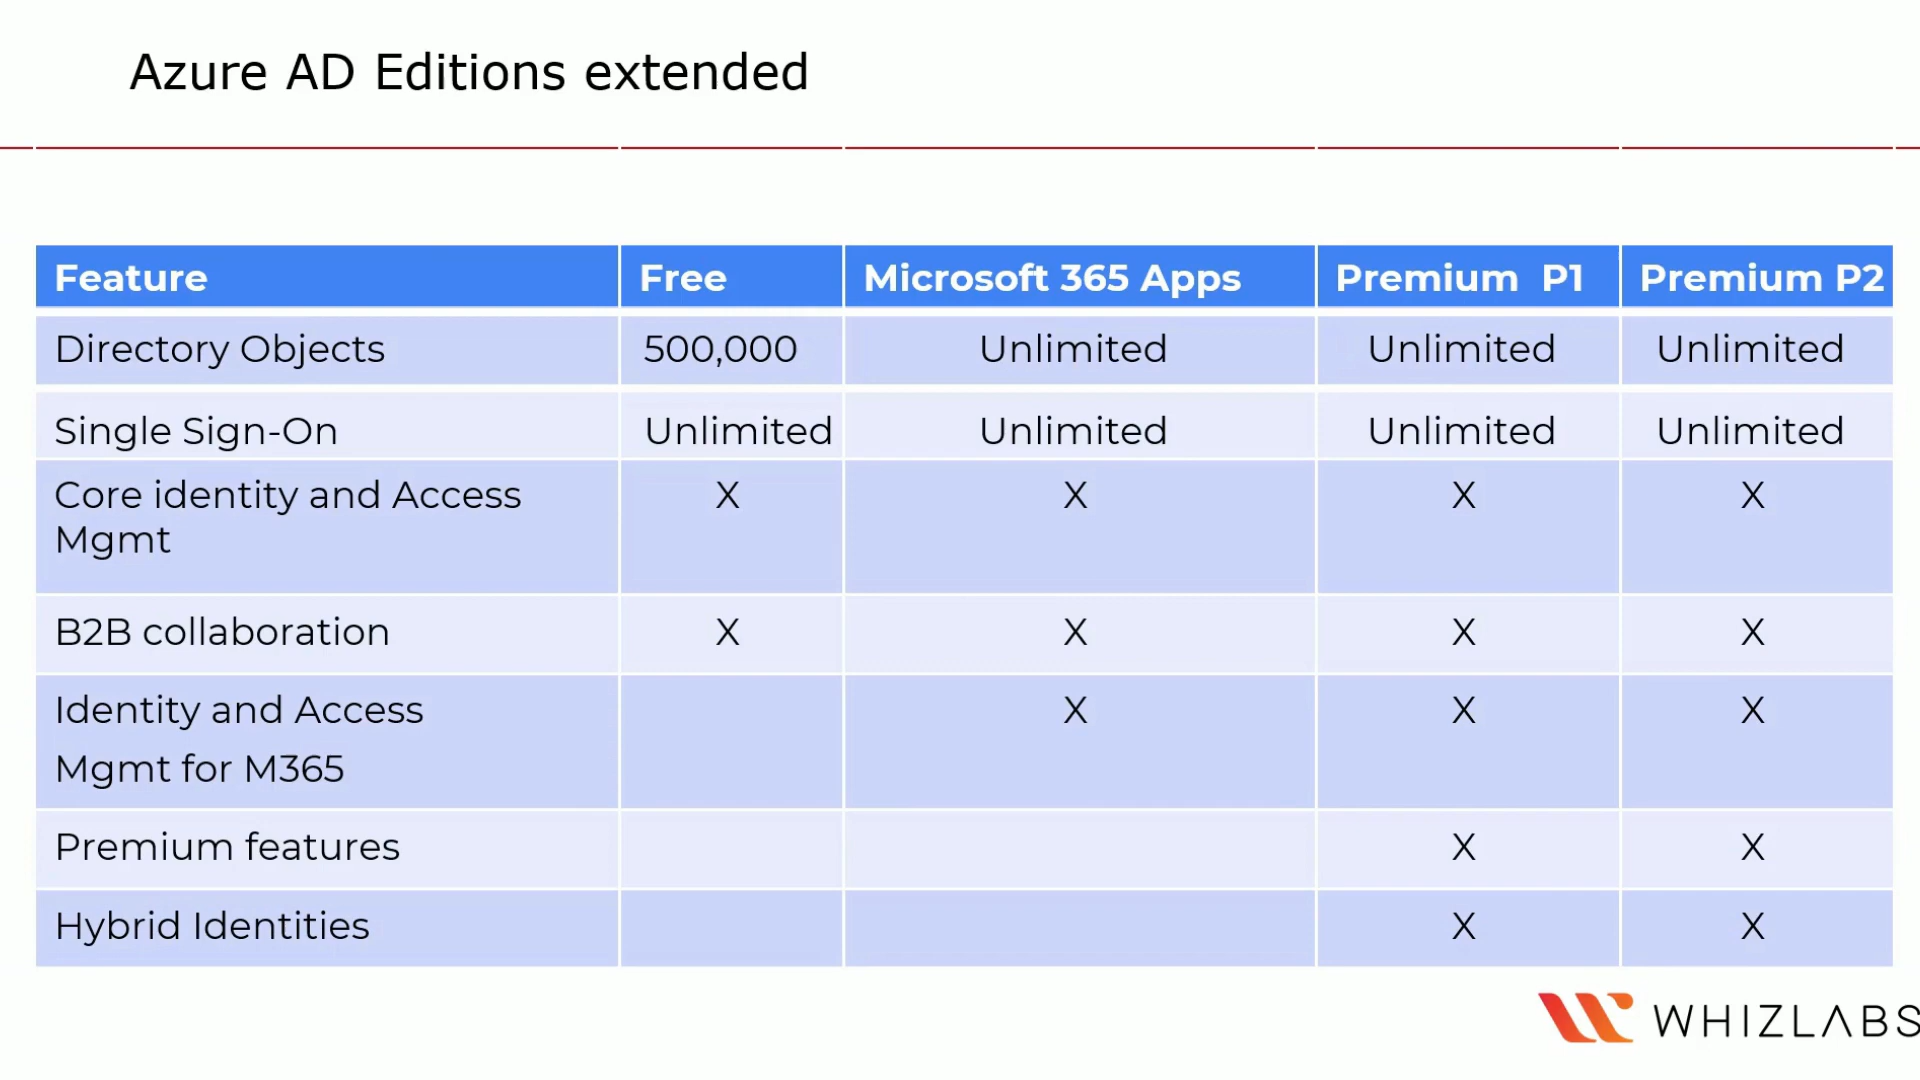 Azure AD Editions extended
Feature Free Microsoft 365 Apps Premium P1 Premium P2
Directory Objects 500,000 Unlimited Unlimited Unlimited
Single Sign-On Unlimited Unlimited Unlimited Unlimited
Core identity and Access X X X X
Mgmt
B2B collaboration X X X X
Identity and Access X X X
Mgmt for M365
Premium features X X
Hybrid Identities X X
WHIZLABS